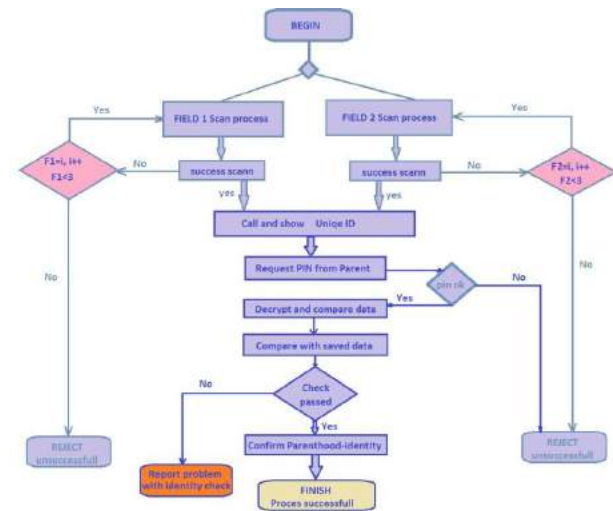 BEGIN
Yes
FIELD 1 Scan process
FIELD 2 Scan process
Yes
F1=i, i++
F1<3
No
success scann
success scann
No
F2=i, i++
F2<3
yes
yes
Call and show Uniqe ID
No
Request PIN from Parent
No
No
pin ok
Yes
Decrypt and compare data
Compare with saved data
No
Check
passed
Yes
REJECT
unsuccessfull
Confirm Parenthood-identity
REJECT
unsuccessfull
Report problem
with identity check
FINISH
Proces successfull